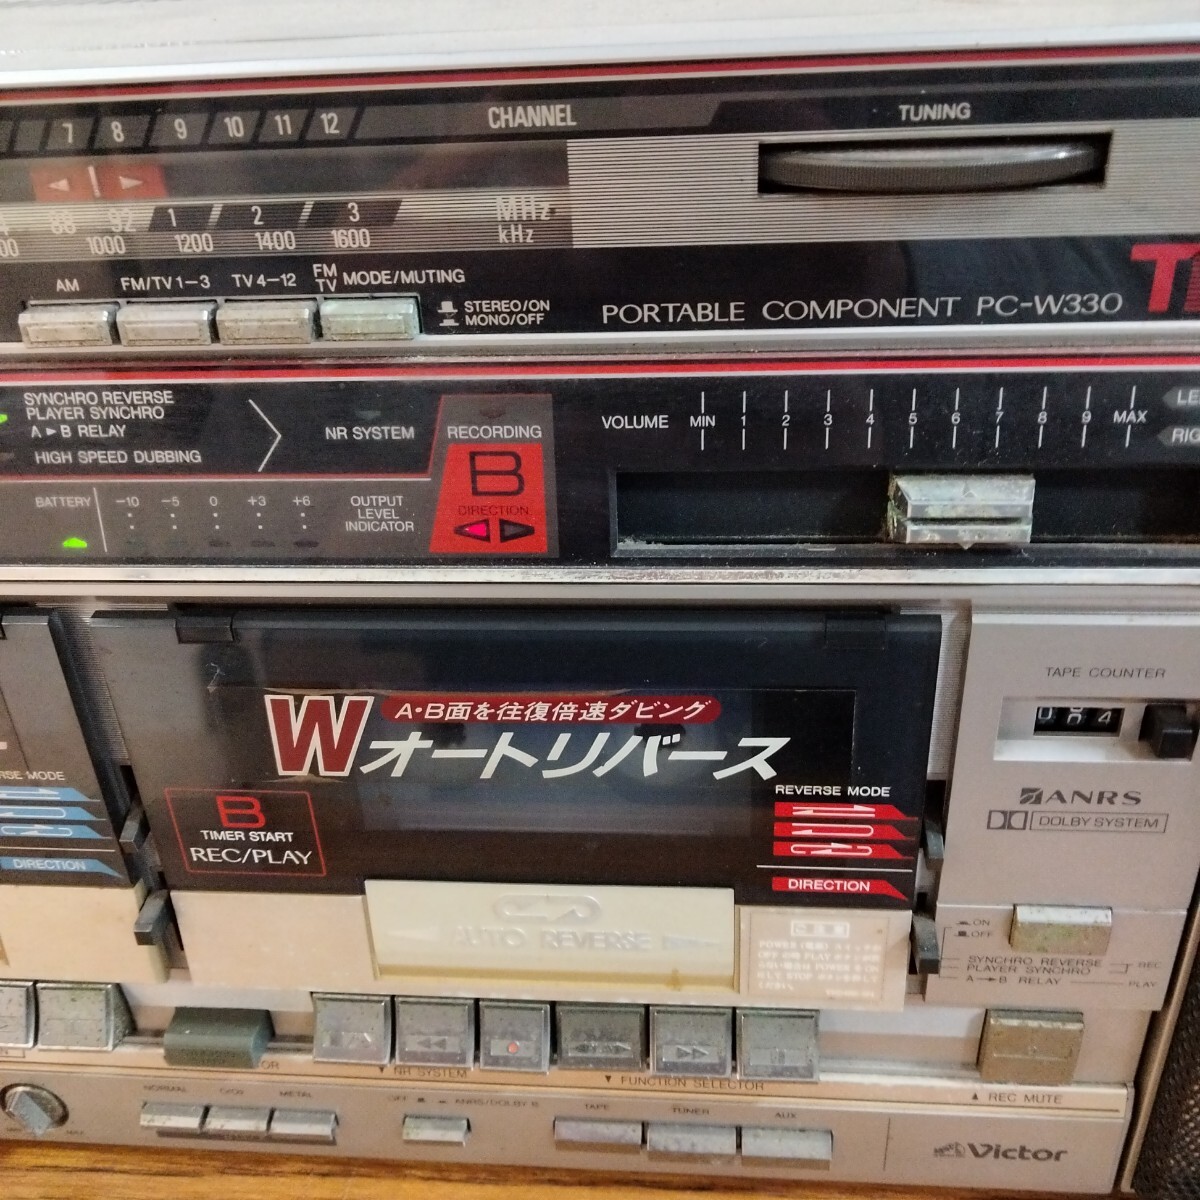 7 8 9 10 11 12 CHANNEL
TUNING
88 92 1 2 3 MHz
1000 1200 1400 1600 kHz
AM FM/TV 1–3 TV 4–12 FM TV MODE/MUTING
STEREO/ON
MONO/OFF
PORTABLE COMPONENT PC-W330
SYNCHRO REVERSE
PLAYER SYNCHRO
A ▶ B RELAY
HIGH SPEED DUBBING
NR SYSTEM
RECORDING
B
DIRECTION
VOLUME MIN 1 2 3 4 5 6 7 8 9 MAX
BATTERY -10 -5 0 +3 +6
OUTPUT
LEVEL
INDICATOR
TAPE COUNTER
A・B面を往復倍速ダビング
Wオートリバース
REVERSE MODE
B
TIMER START
REC/PLAY
DIRECTION
DIRECTION
ANRS
DOLBY SYSTEM
AUTO REVERSE
ON
OFF
SYNCHRO REVERSE
PLAYER SYNCHRO
REC
A ➔ B RELAY
PLAY
▼ NR SYSTEM
▼ FUNCTION SELECTOR
▲ REC MUTE
NORMAL CrO2 METAL
OFF ANRS/DOLBY B
TAPE TUNER AUX
Victor